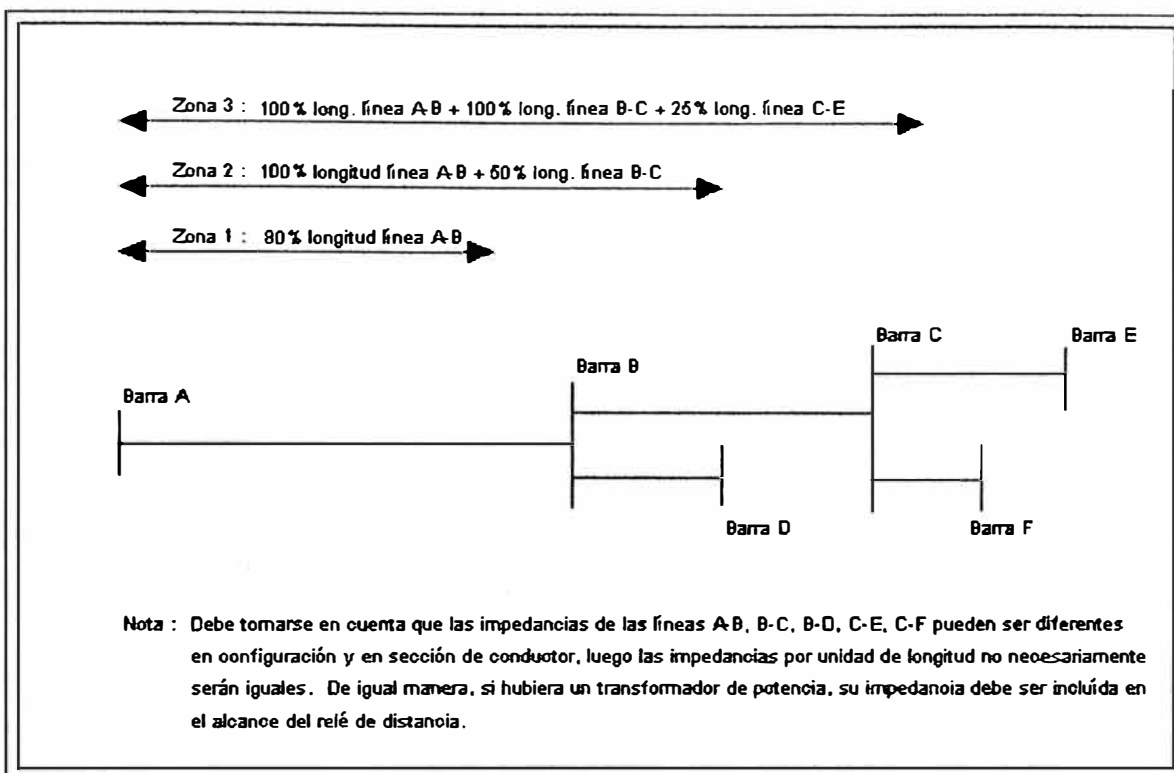 Zona 3 : 100% long. línea A-B + 100% long. línea B-C + 25% long. línea C-E
Zona 2 : 100% longitud línea A-B + 50% long. línea B-C
Zona 1 : 80% longitud línea A-B
Barra C
Barra E
Barra B
Barra A
Barra D
Barra F
Nota : Debe tomarse en cuenta que las impedancias de las líneas A-B, B-C, B-D, C-E, C-F pueden ser diferentes
en configuración y en sección de conductor, luego las impedancias por unidad de longitud no necesariamente
serán iguales. De igual manera, si hubiera un transformador de potencia, su impedancia debe ser incluída en
el alcance del relé de distancia.